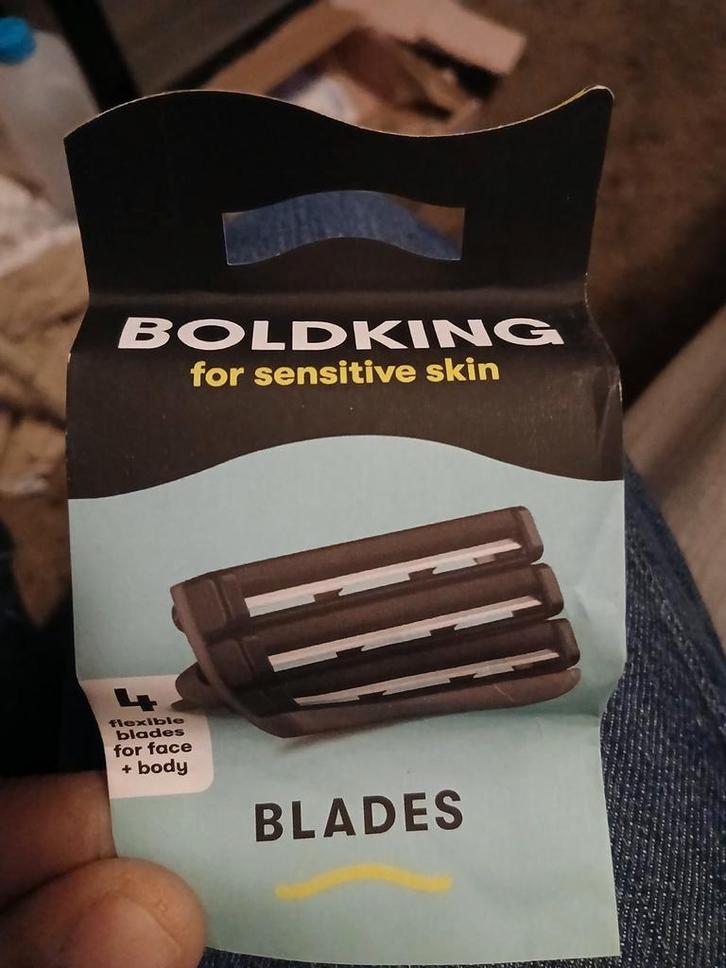 BOLDKING
for sensitive skin
4
flexible
blades
for face
+ body
BLADES